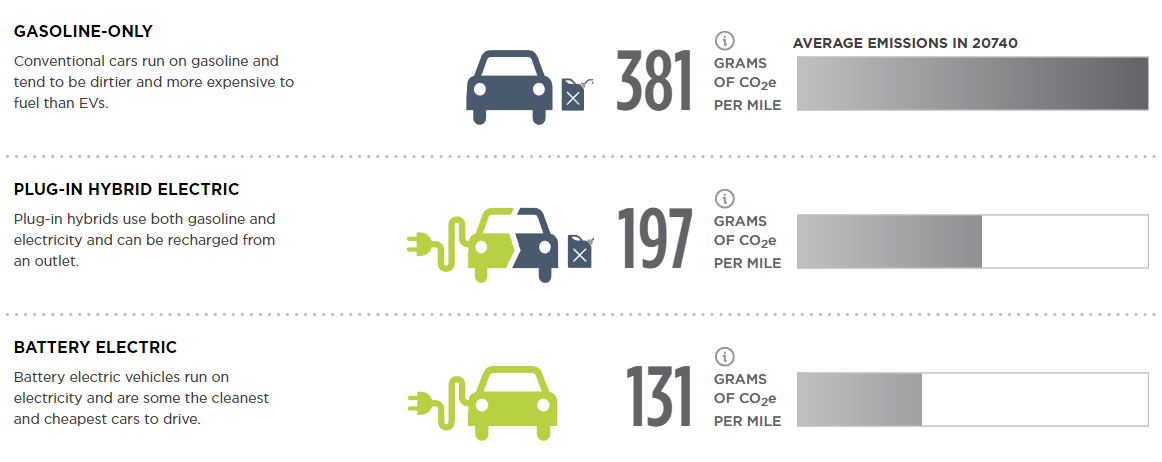 GASOLINE-ONLY
Conventional cars run on gasoline and
tend to be dirtier and more expensive to
fuel than EVs.
381
i
GRAMS
OF CO2e
PER MILE
AVERAGE EMISSIONS IN 20740
PLUG-IN HYBRID ELECTRIC
Plug-in hybrids use both gasoline and
electricity and can be recharged from
an outlet.
197
i
GRAMS
OF CO2e
PER MILE
BATTERY ELECTRIC
Battery electric vehicles run on
electricity and are some the cleanest
and cheapest cars to drive.
131
i
GRAMS
OF CO2e
PER MILE